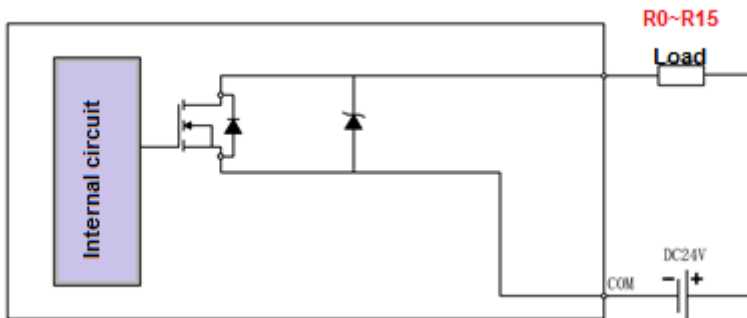 R0~R15
Load
Internal circuit
DC24V
- +
COM